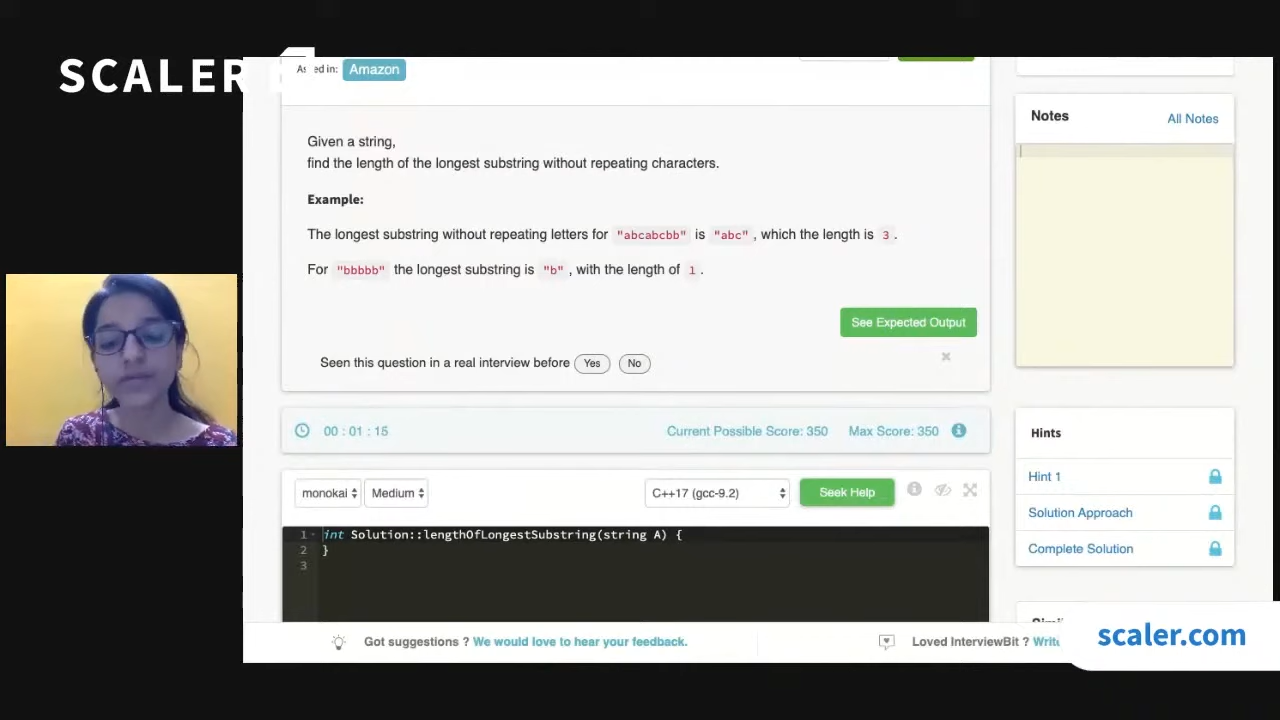 SCALER
As ed in: Amazon
Given a string,
find the length of the longest substring without repeating characters.
Example:
The longest substring without repeating letters for "abcabcbb" is "abc" , which the length is 3 .
For "bbbbb" the longest substring is "b" , with the length of 1 .
See Expected Output
Seen this question in a real interview before Yes No
00 : 01 : 15
Current Possible Score: 350 Max Score: 350
monokai Medium C++17 (gcc-9.2) Seek Help
1 int Solution::lengthOfLongestSubstring(string A) {
2 }
3
Got suggestions ? We would love to hear your feedback.
Loved InterviewBit ? Write
Notes All Notes
Hints
Hint 1
Solution Approach
Complete Solution
scaler.com